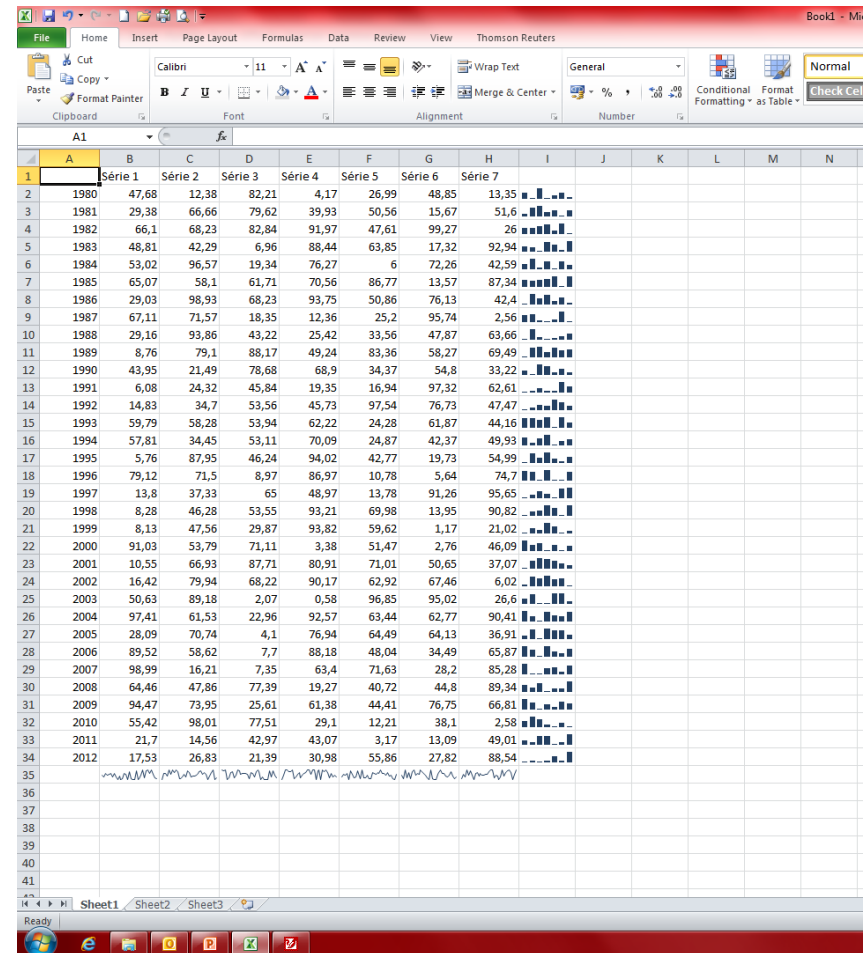 Book1 - Mi
File Home Insert Page Layout Formulas Data Review View Thomson Reuters
Cut
Copy
Format Painter
Paste
Calibri 11 A A
B I U A
Wrap Text
Merge & Center
General
% , .00 .00
Conditional Formatting
Format as Table
Normal
Check Cel
Clipboard Font Alignment Number
A1 fx
A B C D E F G H I J K L M N
1 Série 1 Série 2 Série 3 Série 4 Série 5 Série 6 Série 7
2 1980 47,68 12,38 82,21 4,17 26,99 48,85 13,35
3 1981 29,38 66,66 79,62 39,93 50,56 15,67 51,6
4 1982 66,1 68,23 82,84 91,97 47,61 99,27 26
5 1983 48,81 42,29 6,96 88,44 63,85 17,32 92,94
6 1984 53,02 96,57 19,34 76,27 6 72,26 42,59
7 1985 65,07 58,1 61,71 70,56 86,77 13,57 87,34
8 1986 29,03 98,93 68,23 93,75 50,86 76,13 42,4
9 1987 67,11 71,57 18,35 12,36 25,2 95,74 2,56
10 1988 29,16 93,86 43,22 25,42 33,56 47,87 63,66
11 1989 8,76 79,1 88,17 49,24 83,36 58,27 69,49
12 1990 43,95 21,49 78,68 68,9 34,37 54,8 33,22
13 1991 6,08 24,32 45,84 19,35 16,94 97,32 62,61
14 1992 14,83 34,7 53,56 45,73 97,54 76,73 47,47
15 1993 59,79 58,28 53,94 62,22 24,28 61,87 44,16
16 1994 57,81 34,45 53,11 70,09 24,87 42,37 49,93
17 1995 5,76 87,95 46,24 94,02 42,77 19,73 54,99
18 1996 79,12 71,5 8,97 86,97 10,78 5,64 74,7
19 1997 13,8 37,33 65 48,97 13,78 91,26 95,65
20 1998 8,28 46,28 53,55 93,21 69,98 13,95 90,82
21 1999 8,13 47,56 29,87 93,82 59,62 1,17 21,02
22 2000 91,03 53,79 71,11 3,38 51,47 2,76 46,09
23 2001 10,55 66,93 87,71 80,91 71,01 50,65 37,07
24 2002 16,42 79,94 68,22 90,17 62,92 67,46 6,02
25 2003 50,63 89,18 2,07 0,58 96,85 95,02 26,6
26 2004 97,41 61,53 22,96 92,57 63,44 62,77 90,41
27 2005 28,09 70,74 4,1 76,94 64,49 64,13 36,91
28 2006 89,52 58,62 7,7 88,18 48,04 34,49 65,87
29 2007 98,99 16,21 7,35 63,4 71,63 28,2 85,28
30 2008 64,46 47,86 77,39 19,27 40,72 44,8 89,34
31 2009 94,47 73,95 25,61 61,38 44,41 76,75 66,81
32 2010 55,42 98,01 77,51 29,1 12,21 38,1 2,58
33 2011 21,7 14,56 42,97 43,07 3,17 13,09 49,01
34 2012 17,53 26,83 21,39 30,98 55,86 27,82 88,54
35
36
37
38
39
40
41
Sheet1 Sheet2 Sheet3
Ready